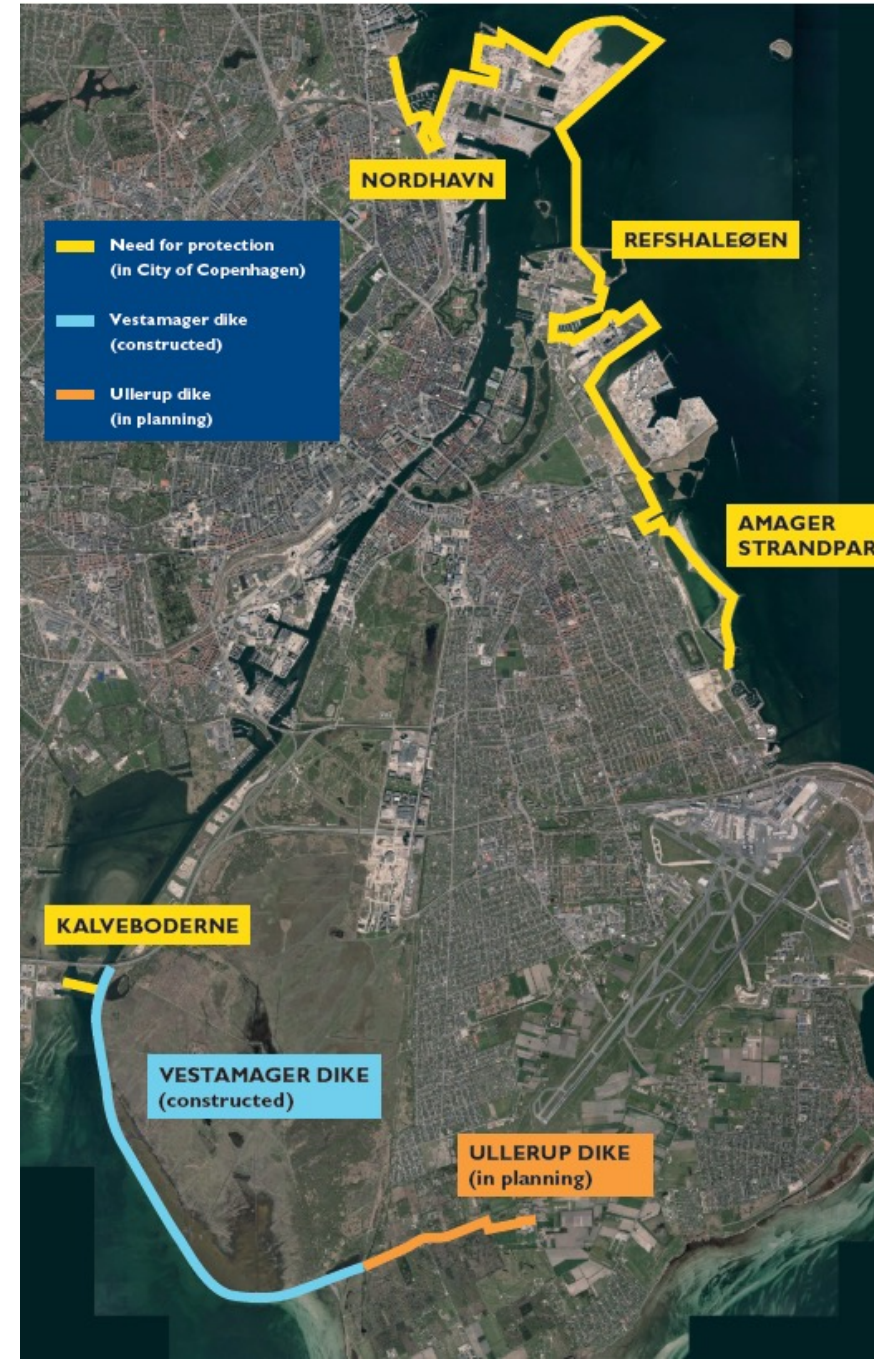 NORDHAVN
REFSHALEØEN
Need for protection
(in City of Copenhagen)
Vestamager dike
(constructed)
Ullerup dike
(in planning)
AMAGER
STRANDPAR
KALVEBODERNE
VESTAMAGER DIKE
(constructed)
ULLERUP DIKE
(in planning)